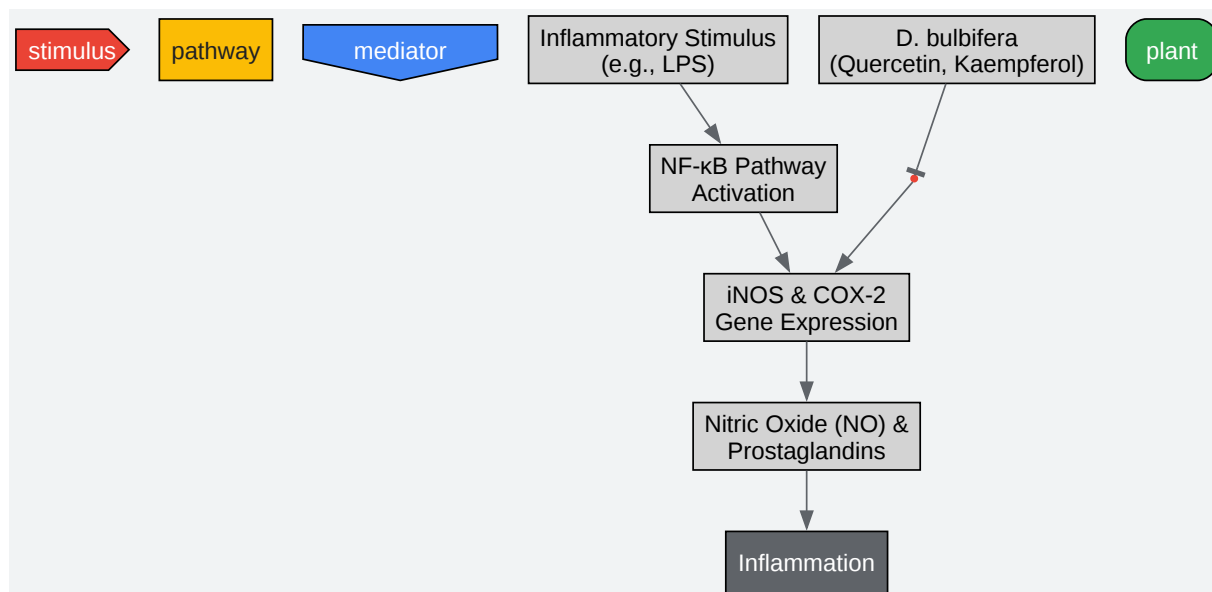 stimulus
pathway
mediator
Inflammatory Stimulus
(e.g., LPS)
D. bulbifera
(Quercetin, Kaempferol)
plant
NF-κB Pathway
Activation
iNOS & COX-2
Gene Expression
Nitric Oxide (NO) &
Prostaglandins
Inflammation